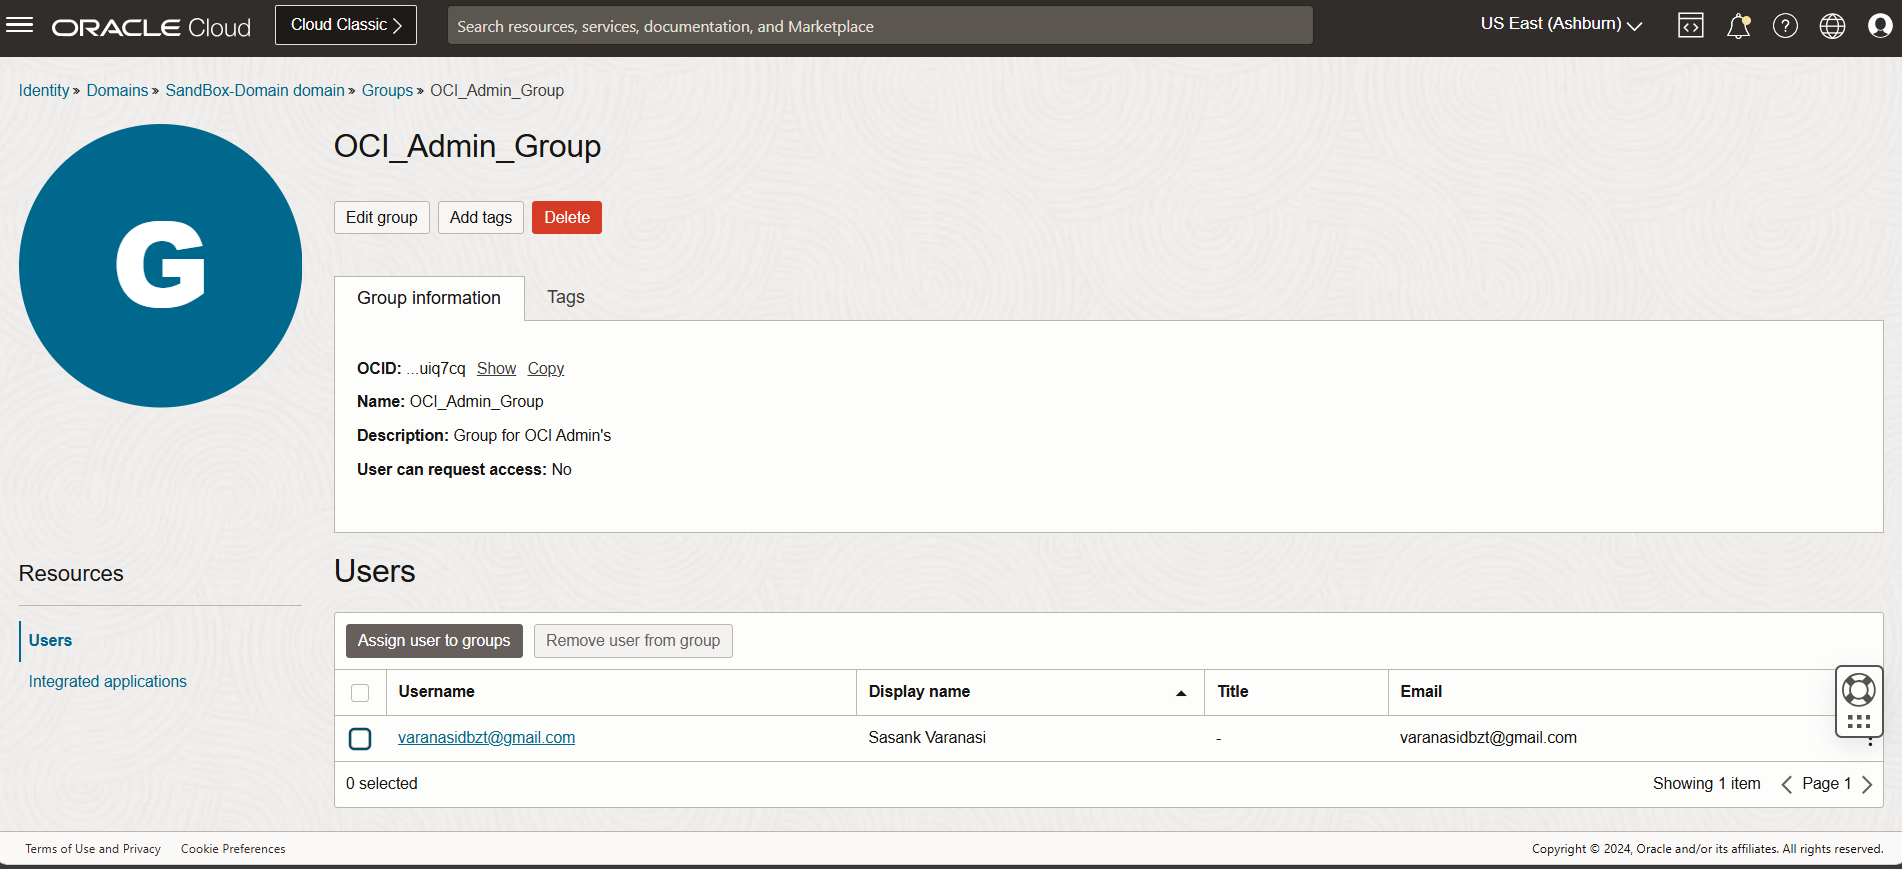 ORACLE Cloud
Cloud Classic
Search resources, services, documentation, and Marketplace
US East (Ashburn)
Identity » Domains » SandBox-Domain domain » Groups » OCI_Admin_Group
G
OCI_Admin_Group
Edit group
Add tags
Delete
Group information
Tags
OCID: ...uiq7cq Show Copy
Name: OCI_Admin_Group
Description: Group for OCI Admin's
User can request access: No
Resources
Users
Integrated applications
Users
Assign user to groups
Remove user from group
Username Display name Title Email
varanasidbzt@gmail.com Sasank Varanasi - varanasidbzt@gmail.com
0 selected
Showing 1 item
Page 1
Terms of Use and Privacy
Cookie Preferences
Copyright © 2024, Oracle and/or its affiliates. All rights reserved.